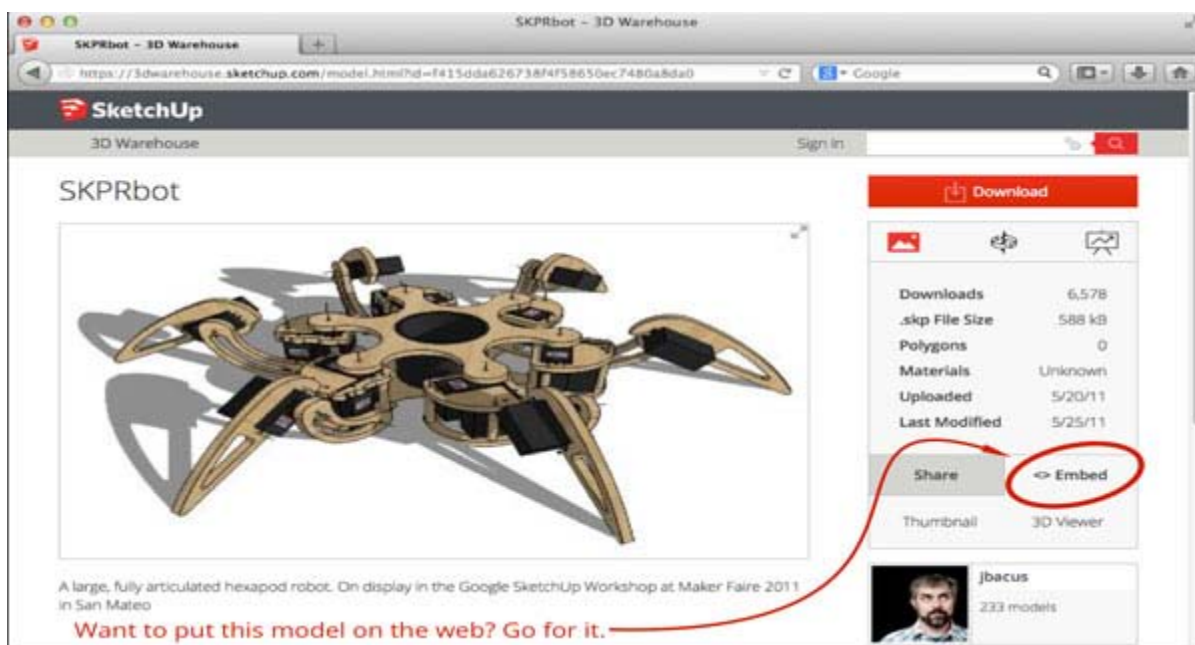 SKPRbot - 3D Warehouse
SKPRbot - 3D Warehouse
https://3dwarehouse.sketchup.com/model.html?id=f415dda626738f4f58650ec7480a8da0
Google
SketchUp
3D Warehouse
Sign In
SKPRbot
Download
Downloads 6,578
.skp File Size 588 kB
Polygons 0
Materials Unknown
Uploaded 5/20/11
Last Modified 5/25/11
Share <> Embed
Thumbnail 3D Viewer
A large, fully articulated hexapod robot. On display in the Google SketchUp Workshop at Maker Faire 2011
in San Mateo
Want to put this model on the web? Go for it.
jbacus
233 models